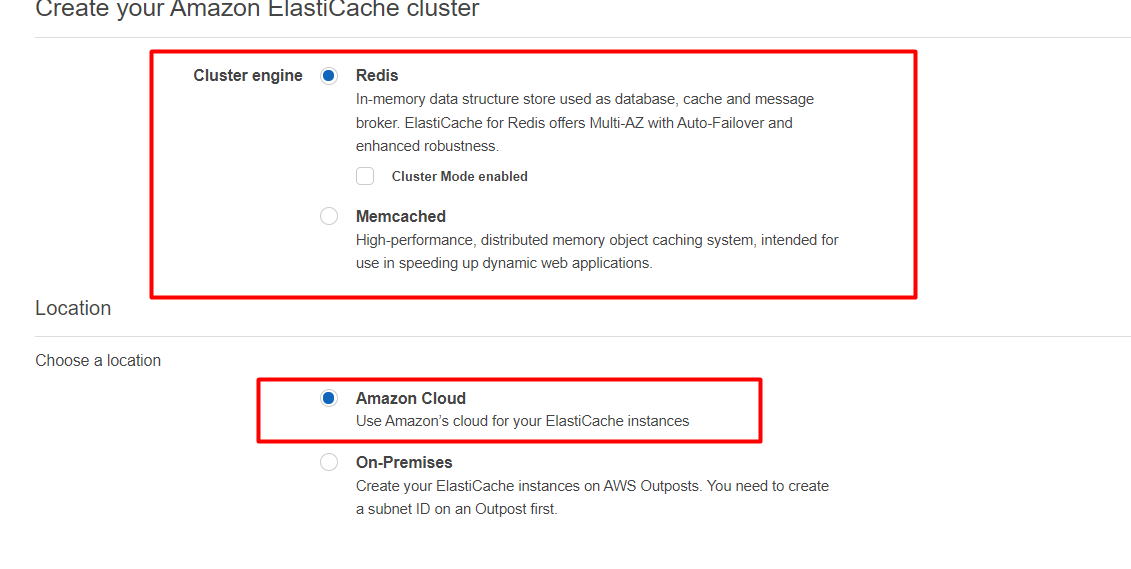 Create your Amazon ElastiCache cluster
Cluster engine
Redis
In-memory data structure store used as database, cache and message
broker. ElastiCache for Redis offers Multi-AZ with Auto-Failover and
enhanced robustness.
Cluster Mode enabled
Memcached
High-performance, distributed memory object caching system, intended for
use in speeding up dynamic web applications.
Location
Choose a location
Amazon Cloud
Use Amazon’s cloud for your ElastiCache instances
On-Premises
Create your ElastiCache instances on AWS Outposts. You need to create
a subnet ID on an Outpost first.